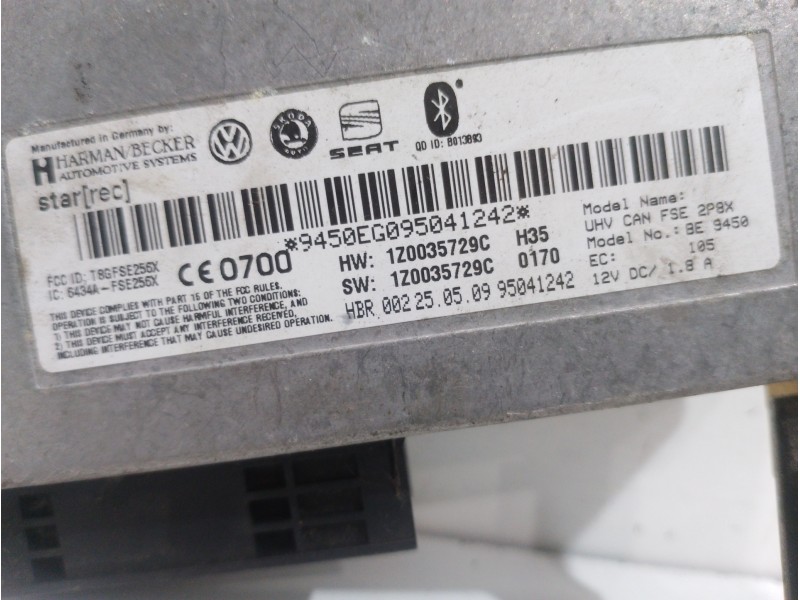 Manufactured in Germany by:
HARMAN/BECKER
AUTOMOTIVE SYSTEMS
star[rec]
ŠKODA
AUTO
SEAT
QD ID: B013893
*9450EG095041242*
FCC ID: T8GFSE256X
IC: 6434A-FSE256X
CE 0700
HW: 1Z0035729C H35
SW: 1Z0035729C 0170
HBR 002 25.05.09 95041242
Model Name:
UHV CAN FSE 2P8X
Model No.: BE 9450
EC: 105
12V DC/ 1.8 A
THIS DEVICE COMPLIES WITH PART 15 OF THE FCC RULES.
OPERATION IS SUBJECT TO THE FOLLOWING 2 CONDITIONS:
1) THIS DEVICE MAY NOT CAUSE HARMFUL INTERFERENCE, AND
2) THIS DEVICE MUST ACCEPT ANY INTERFERENCE RECEIVED,
INCLUDING INTERFERENCE THAT MAY CAUSE UNDESIRED OPERATION.